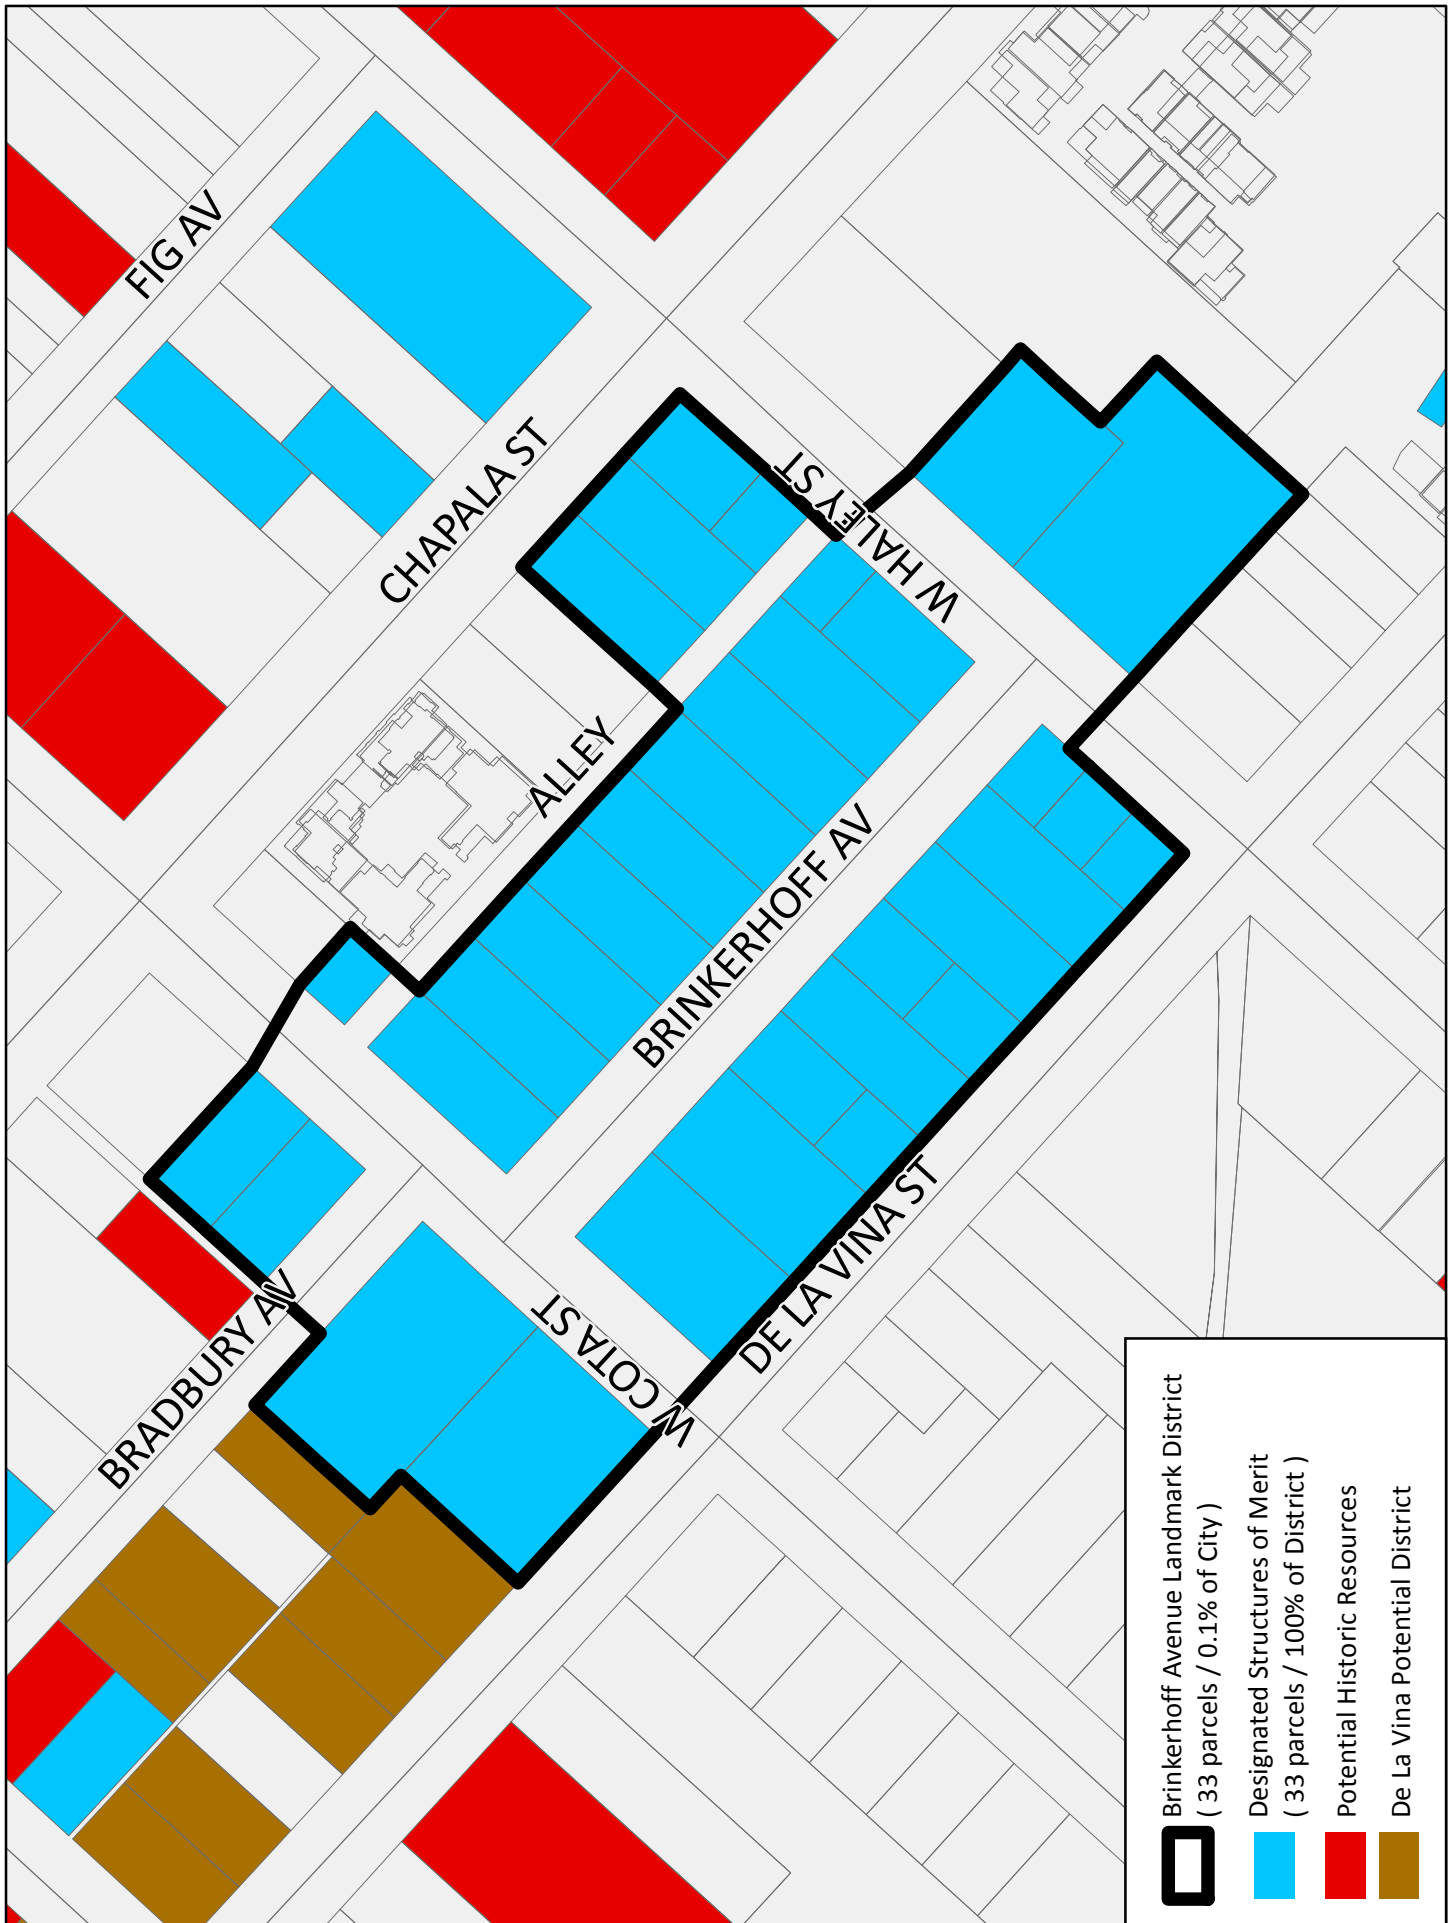 FIG AV
CHAPALA ST
W HALEY ST
ALLEY
BRINKERHOFF AV
BRADBURY AV
W COTA ST
DE LA VINA ST
Brinkerhoff Avenue Landmark District
( 33 parcels / 0.1% of City )
Designated Structures of Merit
( 33 parcels / 100% of District )
Potential Historic Resources
De La Vina Potential District